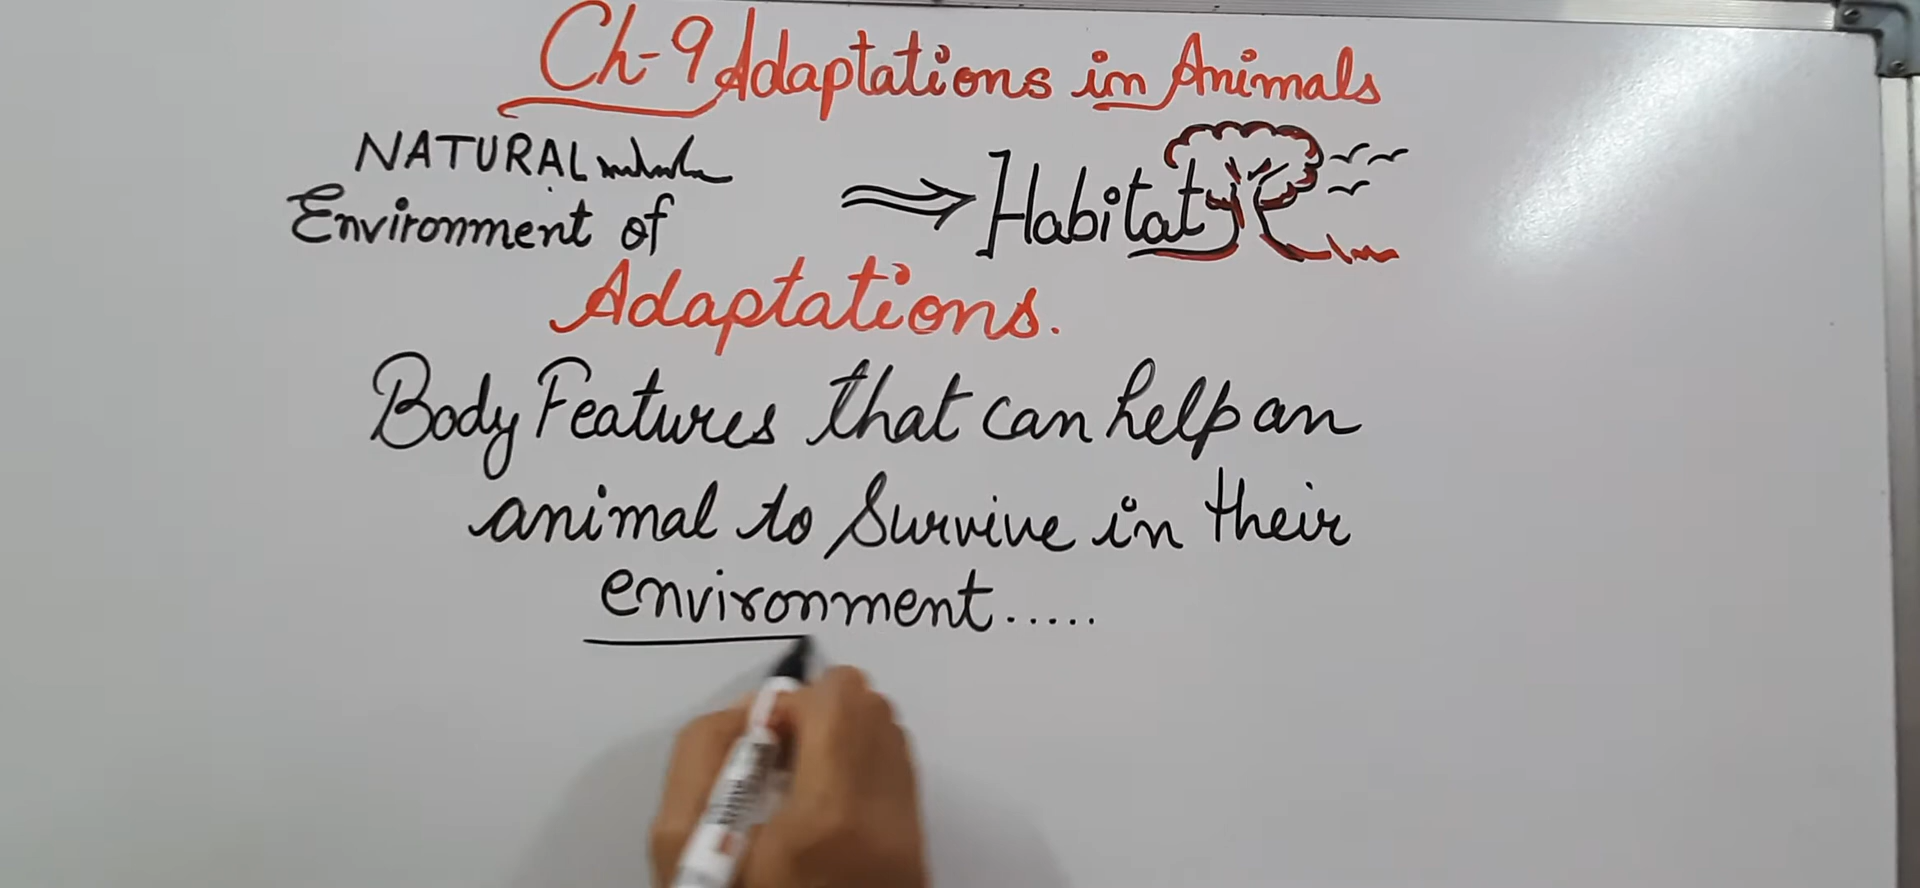 Ch-9 Adaptations in Animals
NATURAL
Environment of
⇒ Habitat
Adaptations.
Body Features that can help an
animal to Survive in their
environment.....